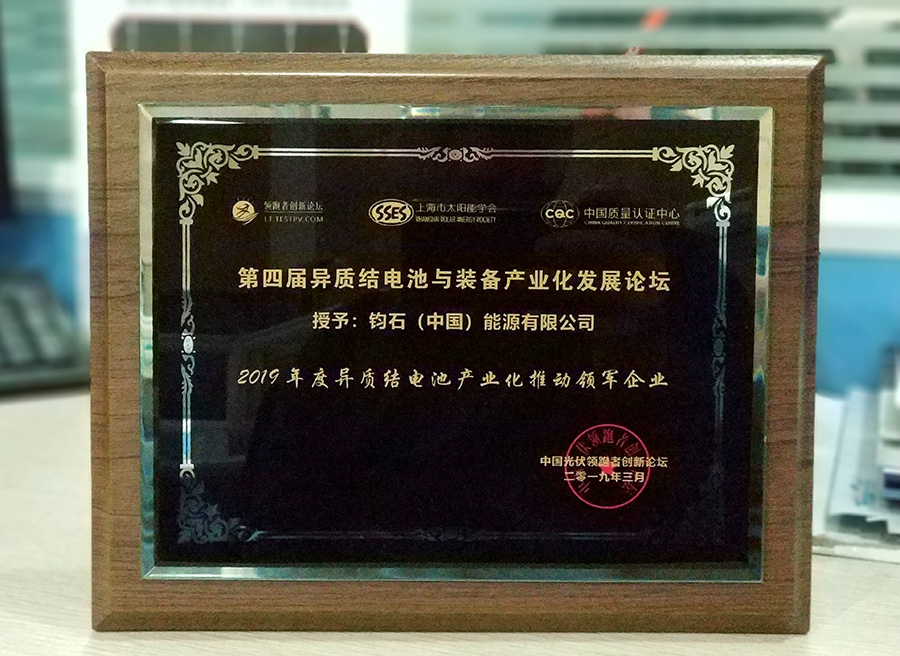 领跑者创新论坛
LETESTPV.COM
SSES
上海市太阳能学会
SHANGHAI SOLAR ENERGY SOCIETY
CQC
中国质量认证中心
CHINA QUALITY CERTIFICATION CENTRE
第四届异质结电池与装备产业化发展论坛
授予：钧石（中国）能源有限公司
2019年度异质结电池产业化推动领军企业
中国光伏领跑者创新论坛
二零一九年三月